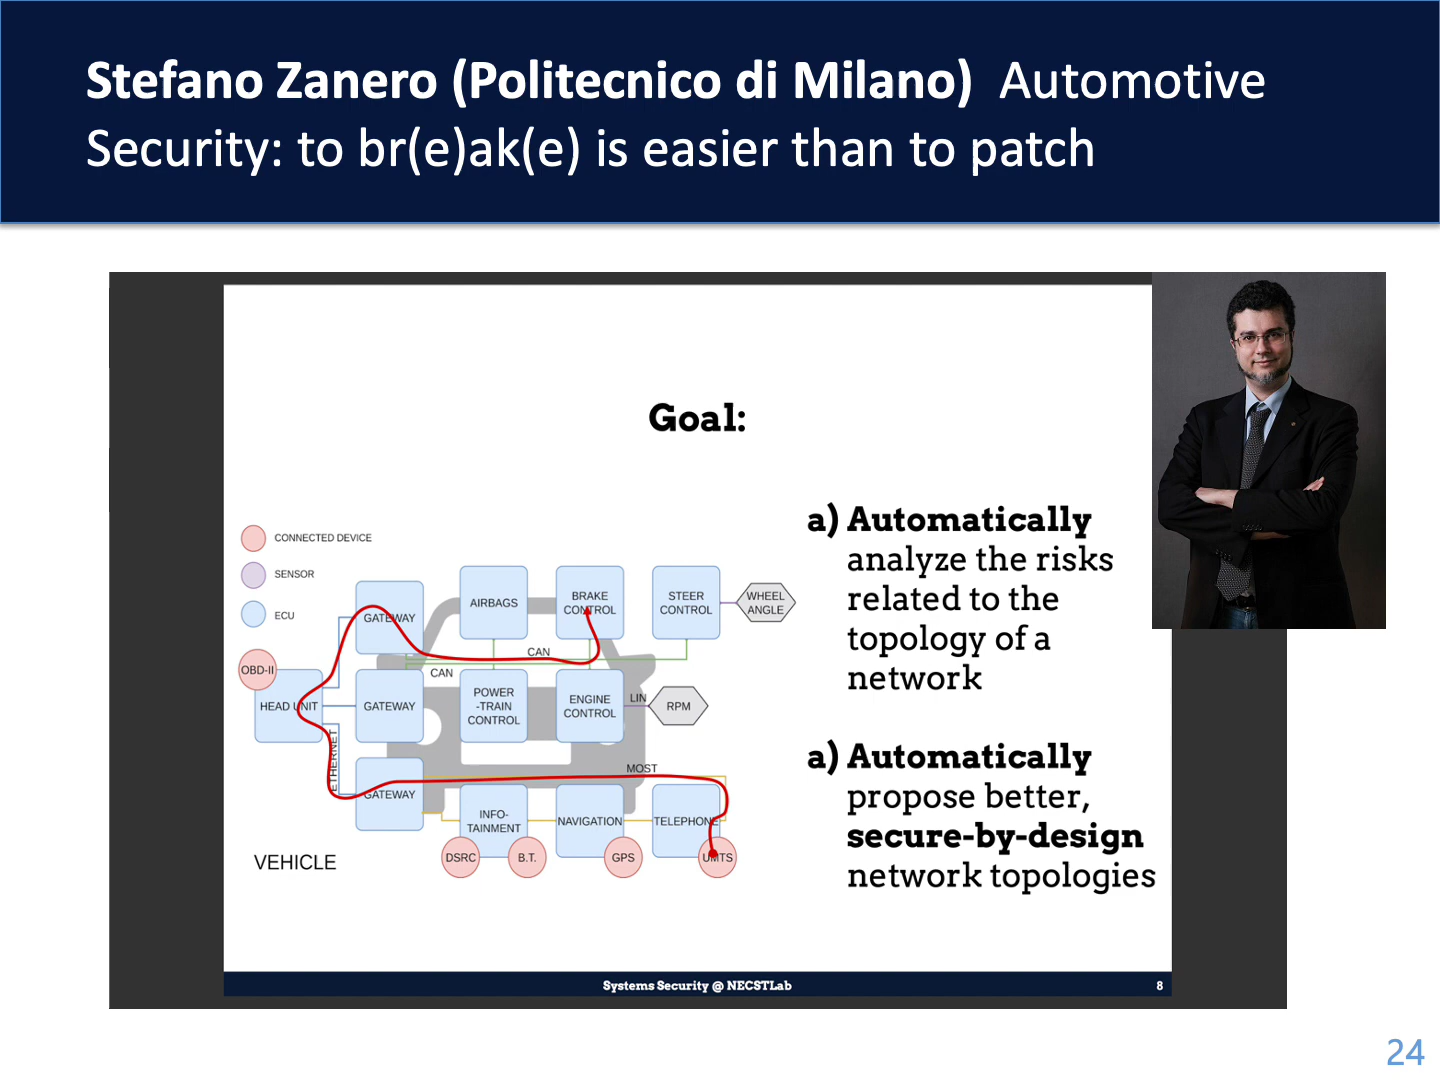 Stefano Zanero (Politecnico di Milano) Automotive
Security: to br(e)ak(e) is easier than to patch
Goal:
CONNECTED DEVICE
SENSOR
ECU
OBD-II
HEAD UNIT
ETHERNET
GATEWAY
GATEWAY
GATEWAY
AIRBAGS
BRAKE
CONTROL
STEER
CONTROL
WHEEL
ANGLE
CAN
CAN
POWER
-TRAIN
CONTROL
ENGINE
CONTROL
LIN
RPM
MOST
INFO-
TAINMENT
NAVIGATION
TELEPHONE
DSRC
B.T.
GPS
UMTS
VEHICLE
a) Automatically
analyze the risks
related to the
topology of a
network
a) Automatically
propose better,
secure-by-design
network topologies
Systems Security @ NECSTLab
8
24